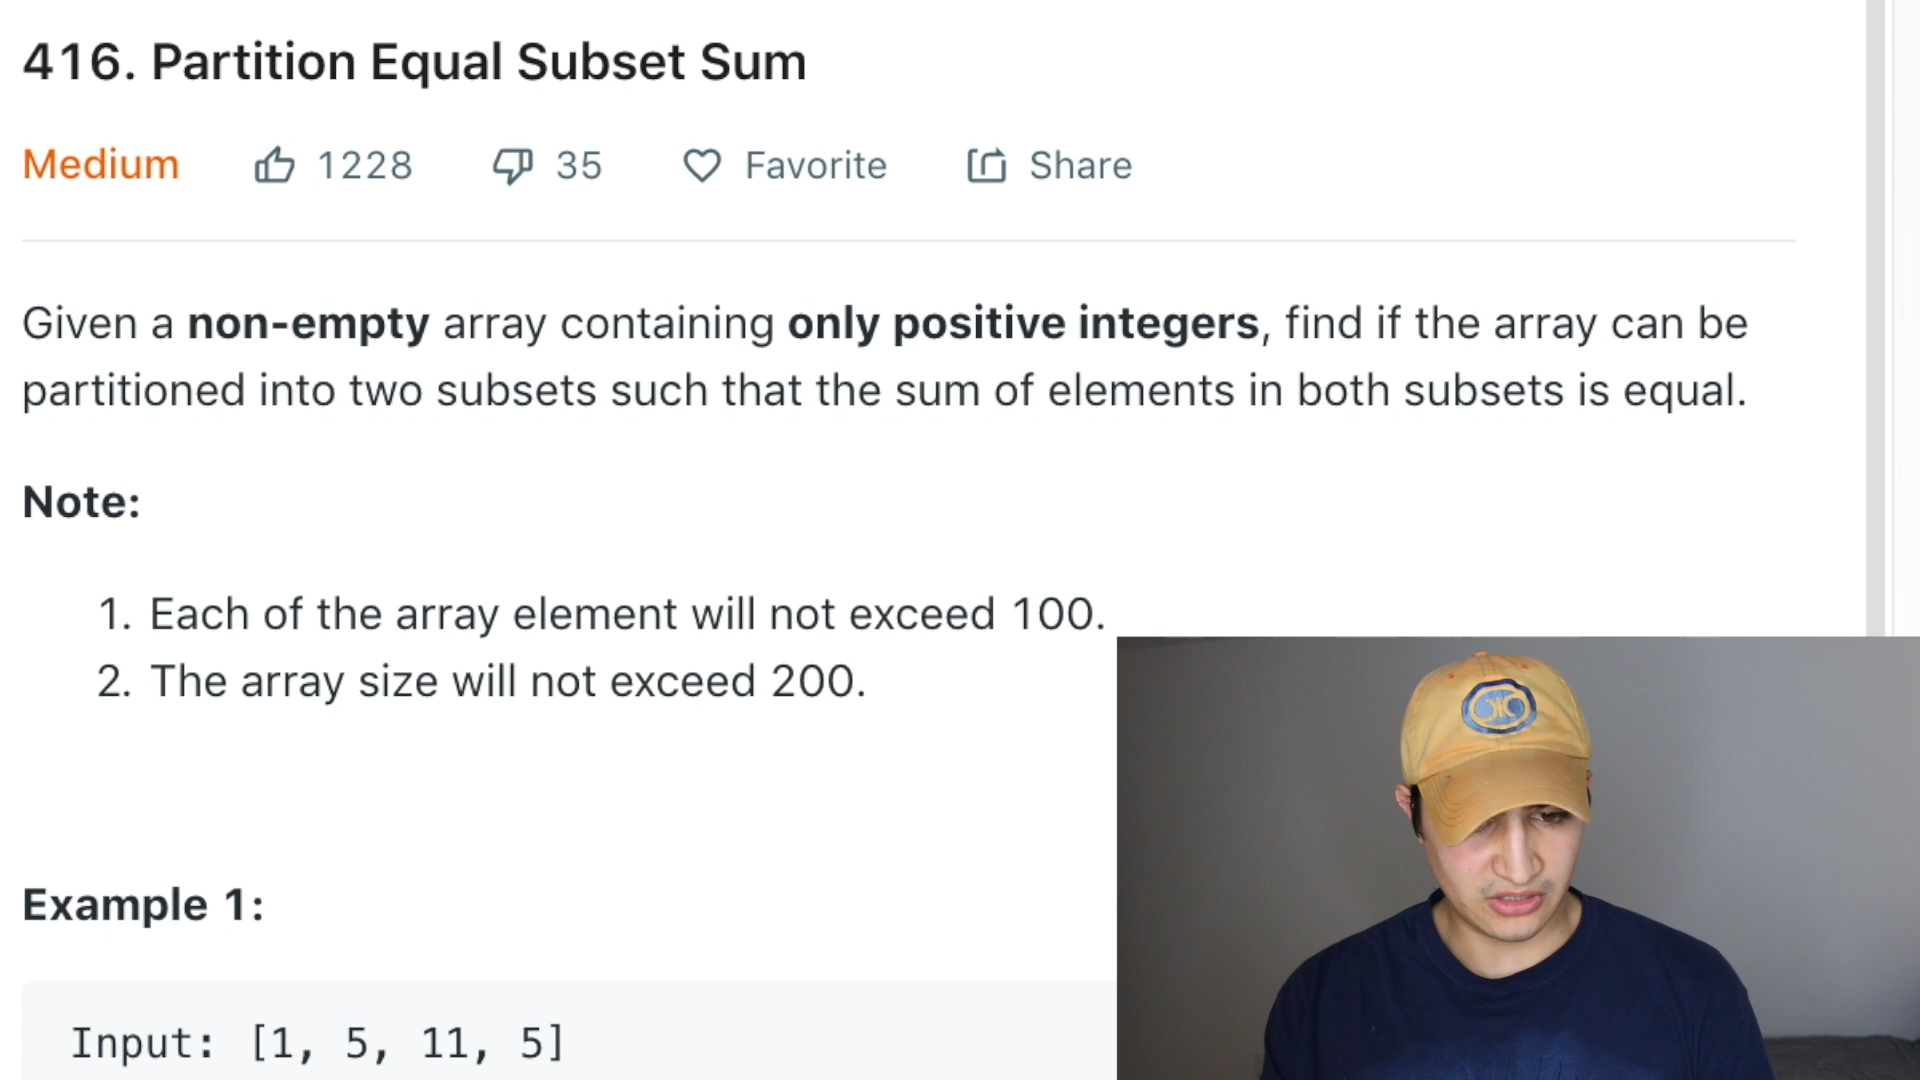 416. Partition Equal Subset Sum
Medium 1228 35 Favorite Share
Given a non-empty array containing only positive integers, find if the array can be
partitioned into two subsets such that the sum of elements in both subsets is equal.
Note:
1. Each of the array element will not exceed 100.
2. The array size will not exceed 200.
Example 1:
Input: [1, 5, 11, 5]